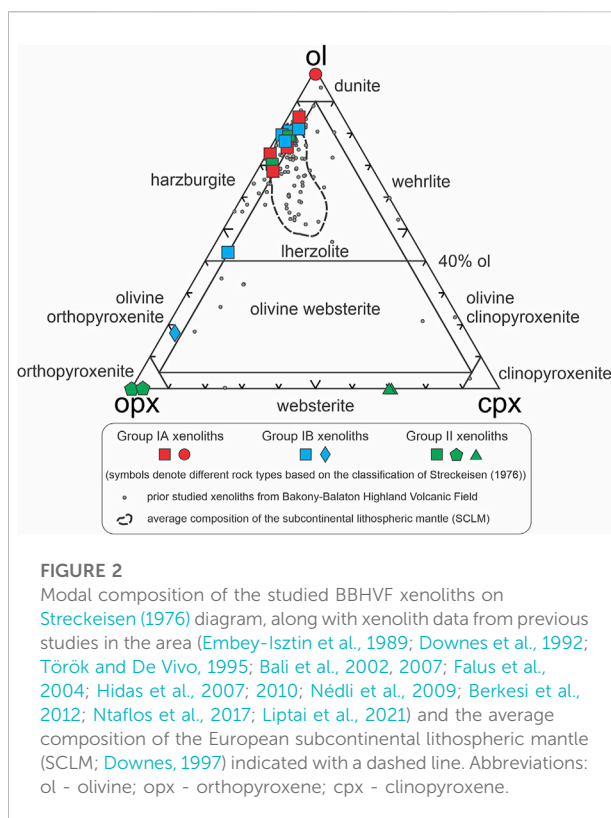 ol
dunite
harzburgite
wehrlite
lherzolite
40% ol
olivine
orthopyroxenite
olivine websterite
olivine
clinopyroxenite
orthopyroxenite
clinopyroxenite
opx
websterite
cpx
Group IA xenoliths
Group IB xenoliths
Group II xenoliths
(symbols denote different rock types based on the classification of Streckeisen (1976))
prior studied xenoliths from Bakony-Balaton Highland Volcanic Field
average composition of the subcontinental lithospheric mantle (SCLM)
FIGURE 2
Modal composition of the studied BBHVF xenoliths on
Streckeisen (1976) diagram, along with xenolith data from previous
studies in the area (Embey-Isztin et al., 1989; Downes et al., 1992;
Török and De Vivo, 1995; Bali et al., 2002, 2007; Falus et al.,
2004; Hidas et al., 2007; 2010; Nédli et al., 2009; Berkesi et al.,
2012; Ntaflos et al., 2017; Liptai et al., 2021) and the average
composition of the European subcontinental lithospheric mantle
(SCLM; Downes, 1997) indicated with a dashed line. Abbreviations:
ol - olivine; opx - orthopyroxene; cpx - clinopyroxene.